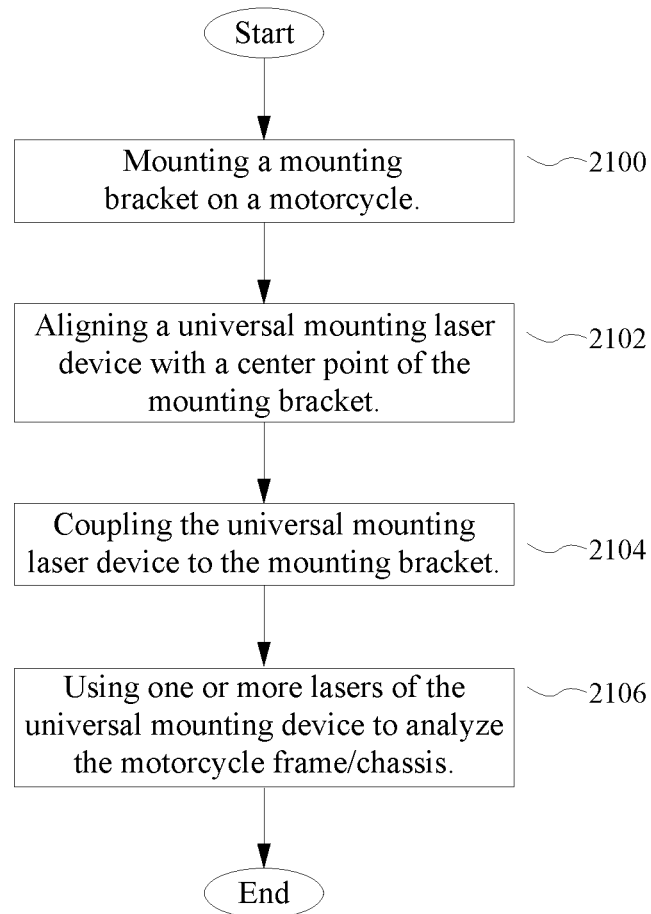 Start
Mounting a mounting
bracket on a motorcycle.
2100
Aligning a universal mounting laser
device with a center point of the
mounting bracket.
2102
Coupling the universal mounting
laser device to the mounting bracket.
2104
Using one or more lasers of the
universal mounting device to analyze
the motorcycle frame/chassis.
2106
End